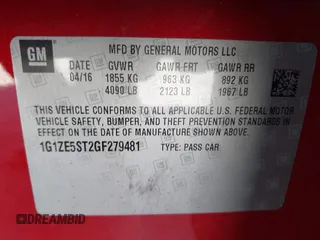 GM
MFD BY GENERAL MOTORS LLC
DATE GVWR GAWR FRT GAWR RR
04/16 1855 KG 963 KG 892 KG
4090 LB 2123 LB 1967 LB
THIS VEHICLE CONFORMS TO ALL APPLICABLE U.S. FEDERAL MOTOR
VEHICLE SAFETY, BUMPER, AND THEFT PREVENTION STANDARDS
IN EFFECT ON THE DATE OF MANUFACTURE SHOWN ABOVE.
1G1ZE5ST2GF279481 TYPE: PASS CAR
DREAMBID